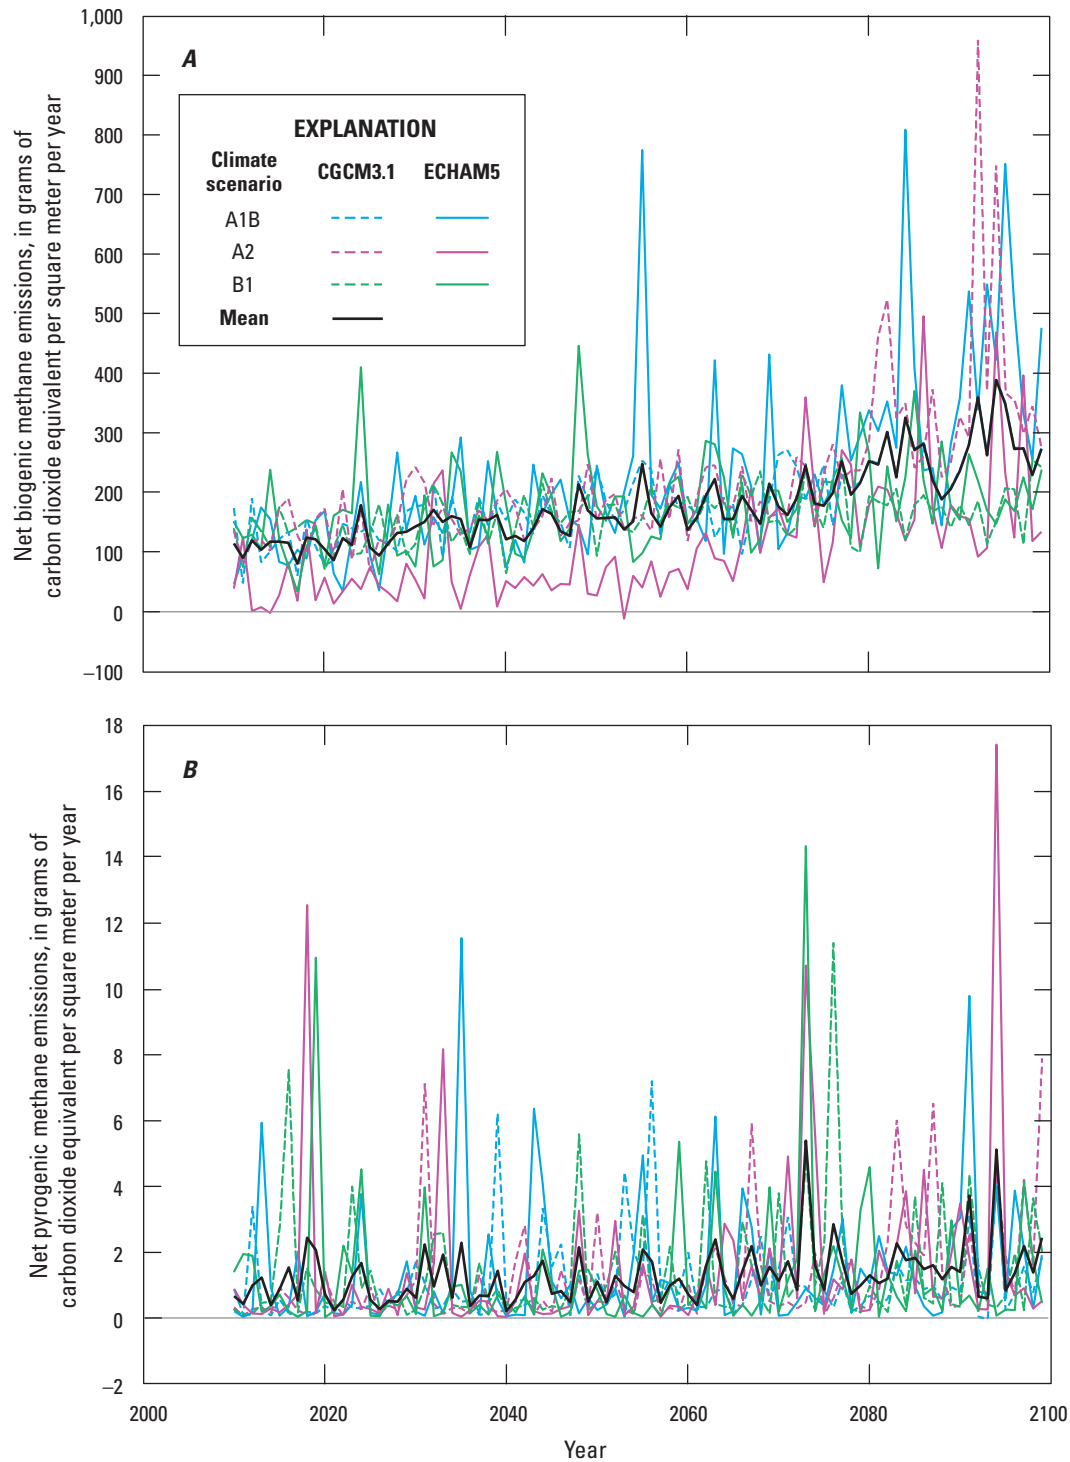 Net biogenic methane emissions, in grams of
carbon dioxide equivalent per square meter per year
1,000
900
800
700
600
500
400
300
200
100
0
–100
A
EXPLANATION
Climate scenario
CGCM3.1
ECHAM5
A1B
A2
B1
Mean
Net pyrogenic methane emissions, in grams of
carbon dioxide equivalent per square meter per year
18
16
14
12
10
8
6
4
2
0
–2
B
2000
2020
2040
2060
2080
2100
Year